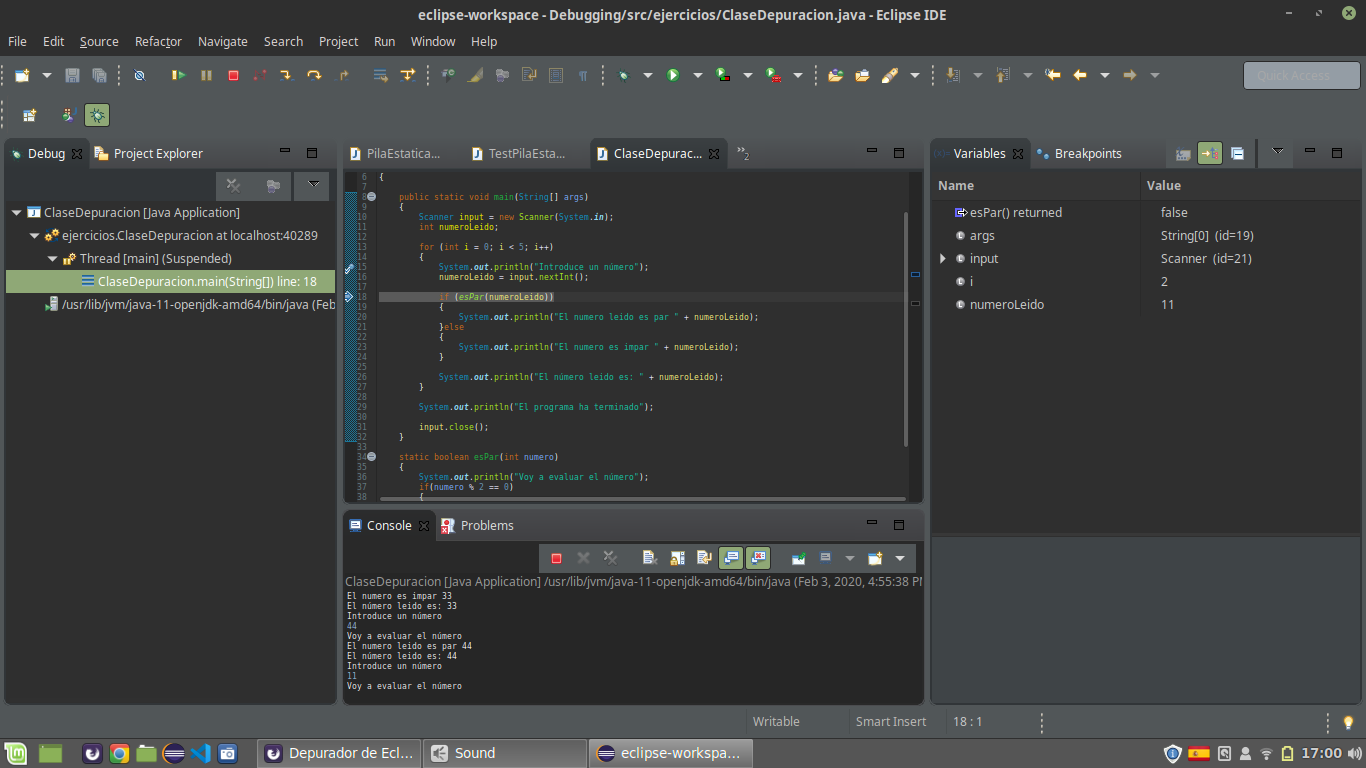 eclipse-workspace - Debugging/src/ejercicios/ClaseDepuracion.java - Eclipse IDE
File Edit Source Refactor Navigate Search Project Run Window Help
Quick Access
Debug Project Explorer
ClaseDepuracion [Java Application]
ejercicios.ClaseDepuracion at localhost:40289
Thread [main] (Suspended)
ClaseDepuracion.main(String[]) line: 18
/usr/lib/jvm/java-11-openjdk-amd64/bin/java (Feb
PilaEstatica... TestPilaEsta... ClaseDepurac... »2
6 {
7
8 public static void main(String[] args)
9 {
10 Scanner input = new Scanner(System.in);
11 int numeroLeido;
12
13 for (int i = 0; i < 5; i++)
14 {
15 System.out.println("Introduce un número");
16 numeroLeido = input.nextInt();
17
18 if (esPar(numeroLeido))
19 {
20 System.out.println("El numero leido es par " + numeroLeido);
21 }else
22 {
23 System.out.println("El numero es impar " + numeroLeido);
24 }
25
26 System.out.println("El número leido es: " + numeroLeido);
27 }
28
29 System.out.println("El programa ha terminado");
30
31 input.close();
32 }
33
34 static boolean esPar(int numero)
35 {
36 System.out.println("Voy a evaluar el número");
37 if(numero % 2 == 0)
38 {
Variables Breakpoints
Name Value
esPar() returned false
args String[0] (id=19)
input Scanner (id=21)
i 2
numeroLeido 11
Console Problems
ClaseDepuracion [Java Application] /usr/lib/jvm/java-11-openjdk-amd64/bin/java (Feb 3, 2020, 4:55:38 PM
El numero es impar 33
El número leido es: 33
Introduce un número
44
Voy a evaluar el número
El numero leido es par 44
El número leido es: 44
Introduce un número
11
Voy a evaluar el número
Writable Smart Insert 18 : 1
Depurador de Ecl... Sound eclipse-workspa... 17:00